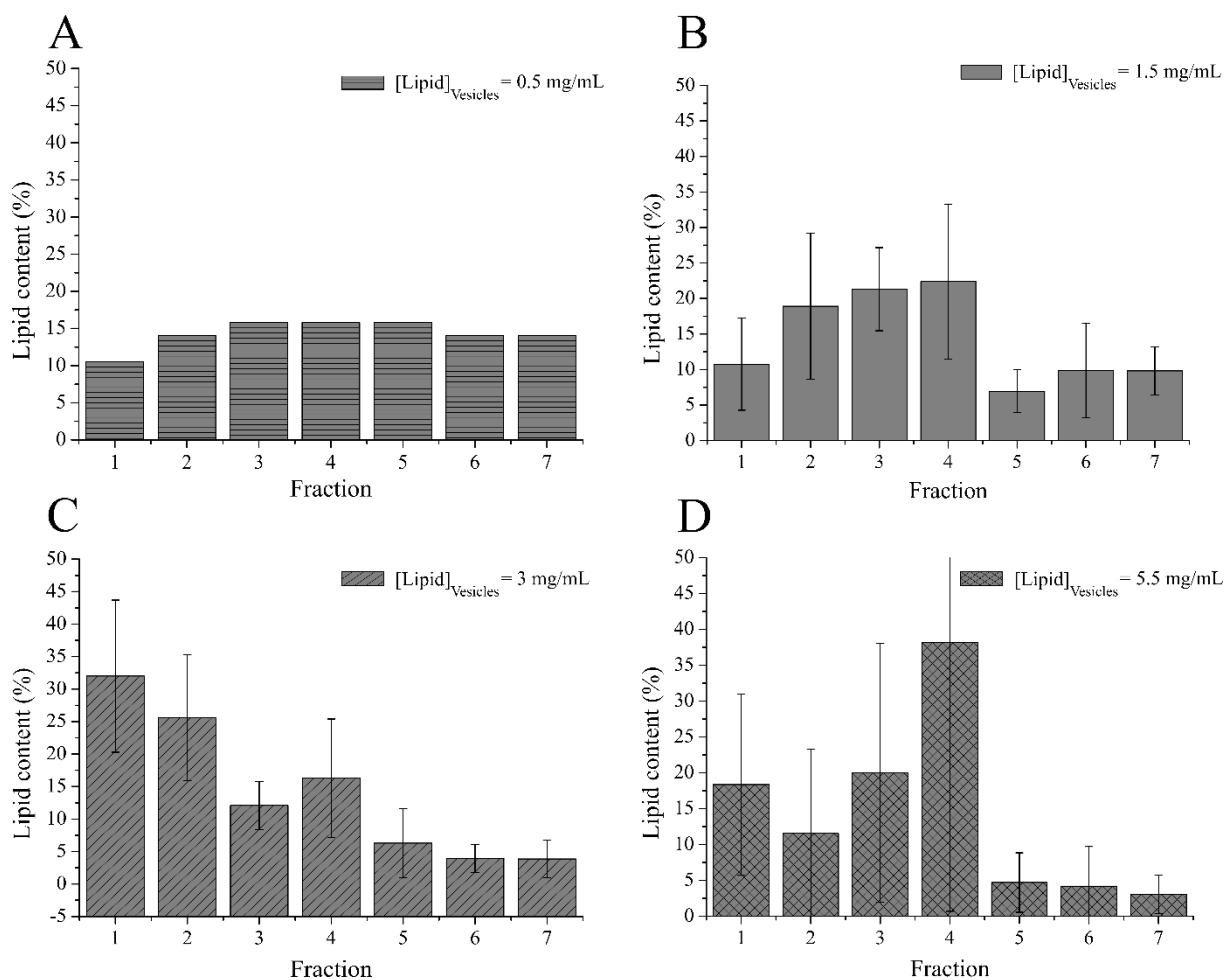 A
[Lipid]Vesicles = 0.5 mg/mL
Lipid content (%)
50
45
40
35
30
25
20
15
10
5
0
1 2 3 4 5 6 7
Fraction
B
[Lipid]Vesicles = 1.5 mg/mL
Lipid content (%)
50
45
40
35
30
25
20
15
10
5
0
1 2 3 4 5 6 7
Fraction
C
[Lipid]Vesicles = 3 mg/mL
Lipid content (%)
50
45
40
35
30
25
20
15
10
5
0
-5
1 2 3 4 5 6 7
Fraction
D
[Lipid]Vesicles = 5.5 mg/mL
Lipid content (%)
50
45
40
35
30
25
20
15
10
5
0
1 2 3 4 5 6 7
Fraction